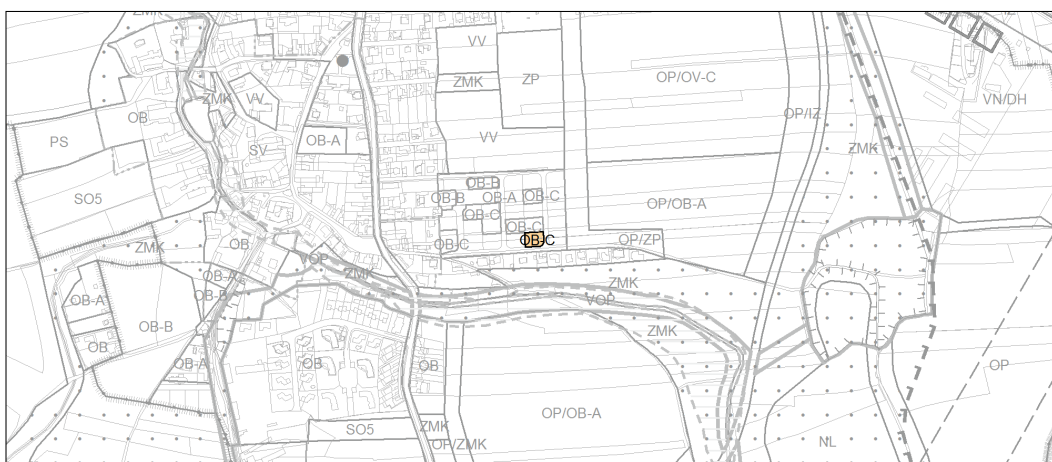 VV
ZMK
ZP
OP/OV-C
VN/DH
ZMK
VV
OB
OP/IZ
PS
OB-A
VV
SV
ZMK
OB-B
OB-B
OB-A
OB-C
SO5
OB-C
OP/OB-A
OB-C
OB-C
OB-C
OP/ZP
ZMK
OB
VOP
ZMK
OB-A
ZMK
OB-B
VOP
OB-A
OB-B
ZMK
OB
OB-A
OB
OB
OP
OP/OB-A
SO5
ZMK
OP/ZMK
NL